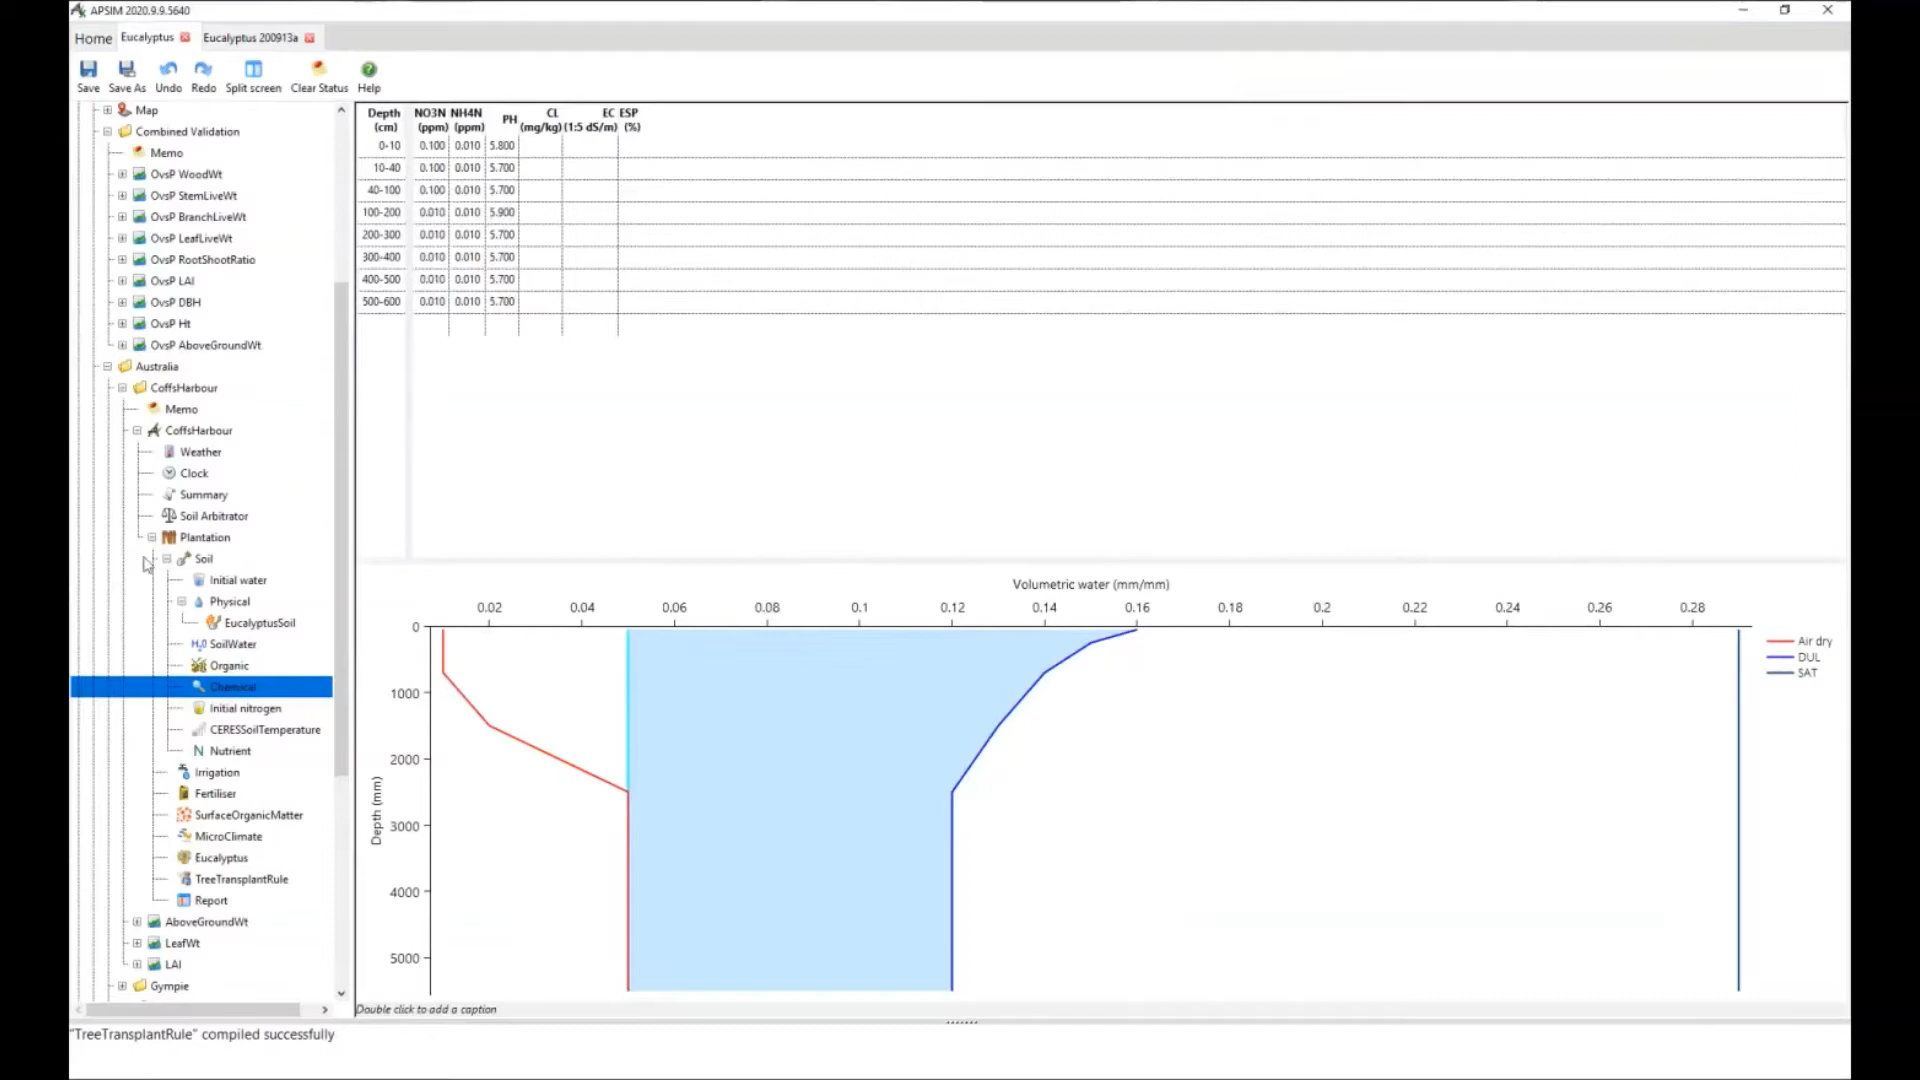 APSIM 2020.9.9.5640
Home Eucalyptus Eucalyptus 200913a
Save Save As Undo Redo Split screen Clear Status Help
Map
Combined Validation
Memo
OvsP WoodWt
OvsP StemLiveWt
OvsP BranchLiveWt
OvsP LeafLiveWt
OvsP RootShootRatio
OvsP LAI
OvsP DBH
OvsP Ht
OvsP AboveGroundWt
Australia
CoffsHarbour
Memo
CoffsHarbour
Weather
Clock
Summary
Soil Arbitrator
Plantation
Soil
Initial water
Physical
EucalyptusSoil
H₂0 SoilWater
Organic
Chemical
Initial nitrogen
CERESSoilTemperature
N Nutrient
Irrigation
Fertiliser
SurfaceOrganicMatter
MicroClimate
Eucalyptus
TreeTransplantRule
Report
AboveGroundWt
LeafWt
LAI
Gympie
Depth NO3N NH4N PH CL EC ESP
(cm) (ppm) (ppm) (mg/kg) (1:5 dS/m) (%)
0-10 0.100 0.010 5.800
10-40 0.100 0.010 5.700
40-100 0.100 0.010 5.700
100-200 0.010 0.010 5.900
200-300 0.010 0.010 5.700
300-400 0.010 0.010 5.700
400-500 0.010 0.010 5.700
500-600 0.010 0.010 5.700
Volumetric water (mm/mm)
0.02 0.04 0.06 0.08 0.1 0.12 0.14 0.16 0.18 0.2 0.22 0.24 0.26 0.28
0
1000
2000
3000
4000
5000
Depth (mm)
Air dry
DUL
SAT
Double click to add a caption
"TreeTransplantRule" compiled successfully